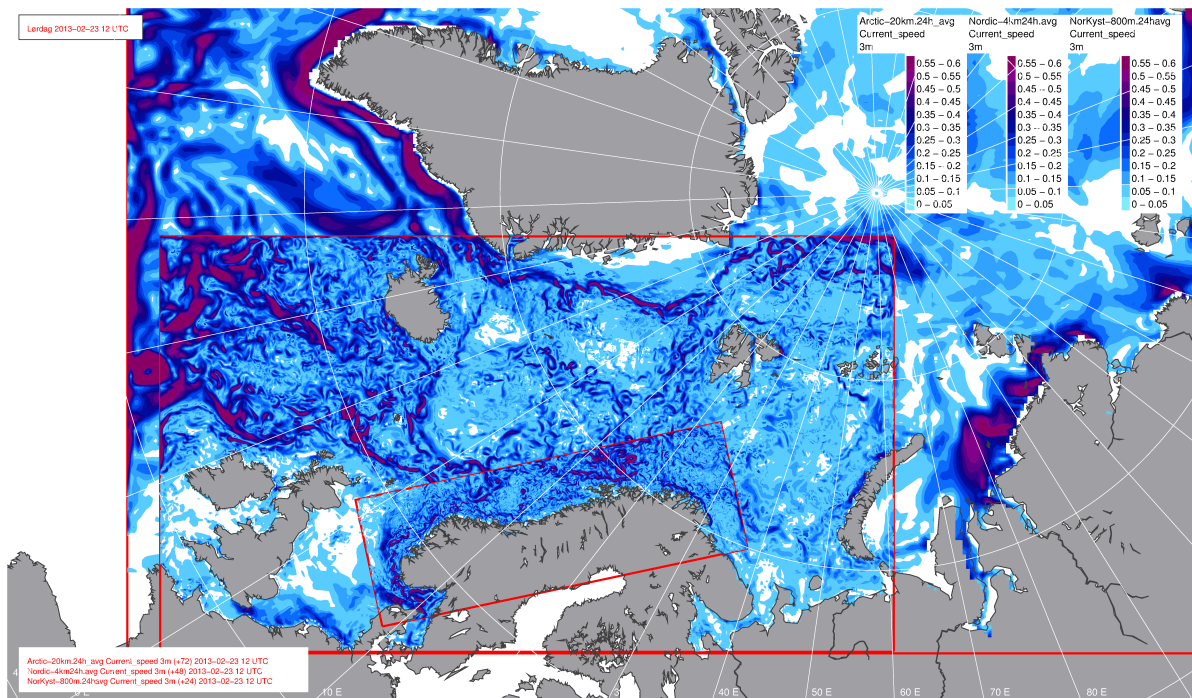 Lørdag 2013-02-23 12 UTC
Arctic-20km.24h_avg
Current_speed
3m
0.55 - 0.6
0.5 - 0.55
0.45 - 0.5
0.4 - 0.45
0.35 - 0.4
0.3 - 0.35
0.25 - 0.3
0.2 - 0.25
0.15 - 0.2
0.1 - 0.15
0.05 - 0.1
0 - 0.05
Nordic-4km24h.avg
Current_speed
3m
0.55 - 0.6
0.5 - 0.55
0.45 - 0.5
0.4 - 0.45
0.35 - 0.4
0.3 - 0.35
0.25 - 0.3
0.2 - 0.25
0.15 - 0.2
0.1 - 0.15
0.05 - 0.1
0 - 0.05
NorKyst-800m.24havg
Current_speed
3m
0.55 - 0.6
0.5 - 0.55
0.45 - 0.5
0.4 - 0.45
0.35 - 0.4
0.3 - 0.35
0.25 - 0.3
0.2 - 0.25
0.15 - 0.2
0.1 - 0.15
0.05 - 0.1
0 - 0.05
Arctic-20km.24h_avg Current_speed 3m (+72) 2013-02-23 12 UTC
Nordic-4km24h.avg Current_speed 3m (+48) 2013-02-23 12 UTC
NorKyst-800m.24havg Current_speed 3m (+24) 2013-02-23 12 UTC
10 E
50 E
60 E
70 E
80 E